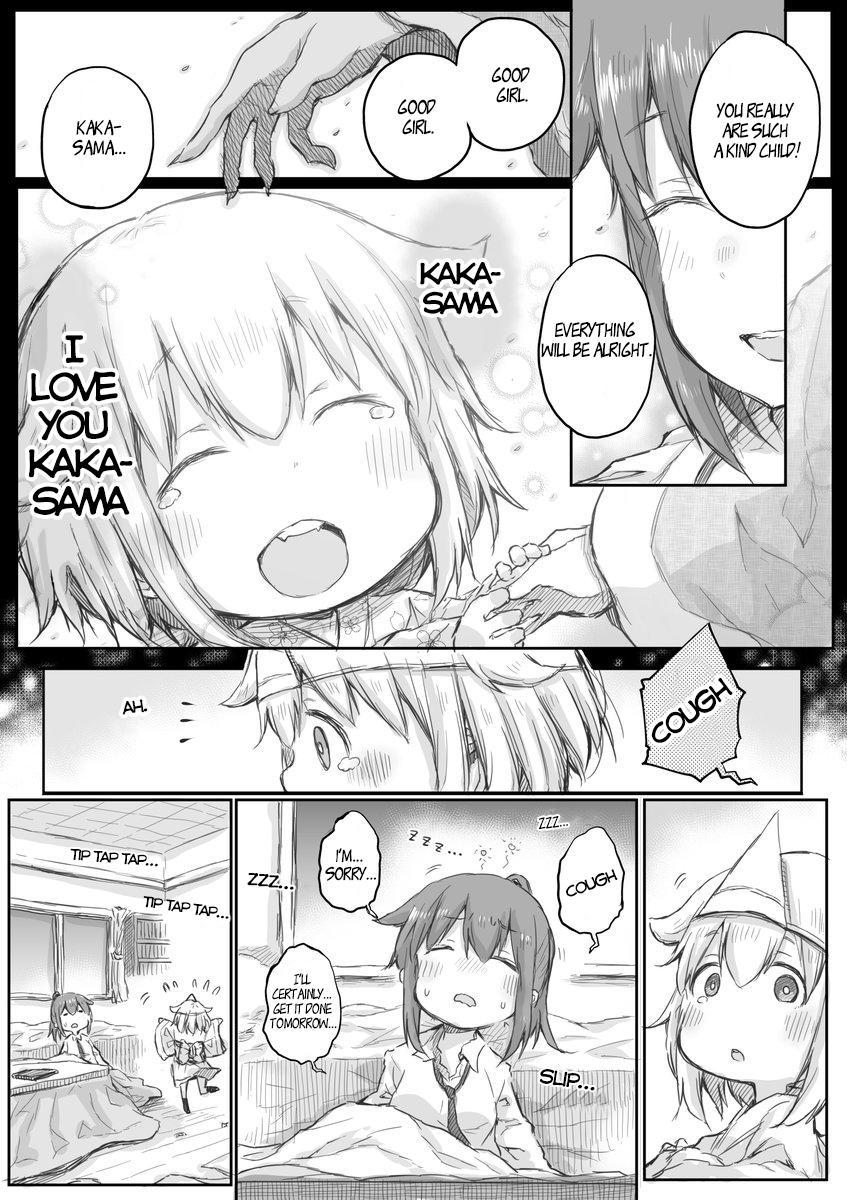 YOU REALLY
ARE SUCH
A KIND CHILD!
GOOD
GIRL.
GOOD
GIRL.
KAKA-
SAMA...
EVERYTHING
WILL BE ALRIGHT.
KAKA-
SAMA
I
LOVE
YOU
KAKA-
SAMA
COUGH
AH.
COUGH
ZZZ...
ZZZ...
I'M...
SORRY...
ZZZ...
I'LL
CERTAINLY...
GET IT DONE
TOMORROW...
SLIP...
TIP TAP TAP...
TIP TAP TAP...